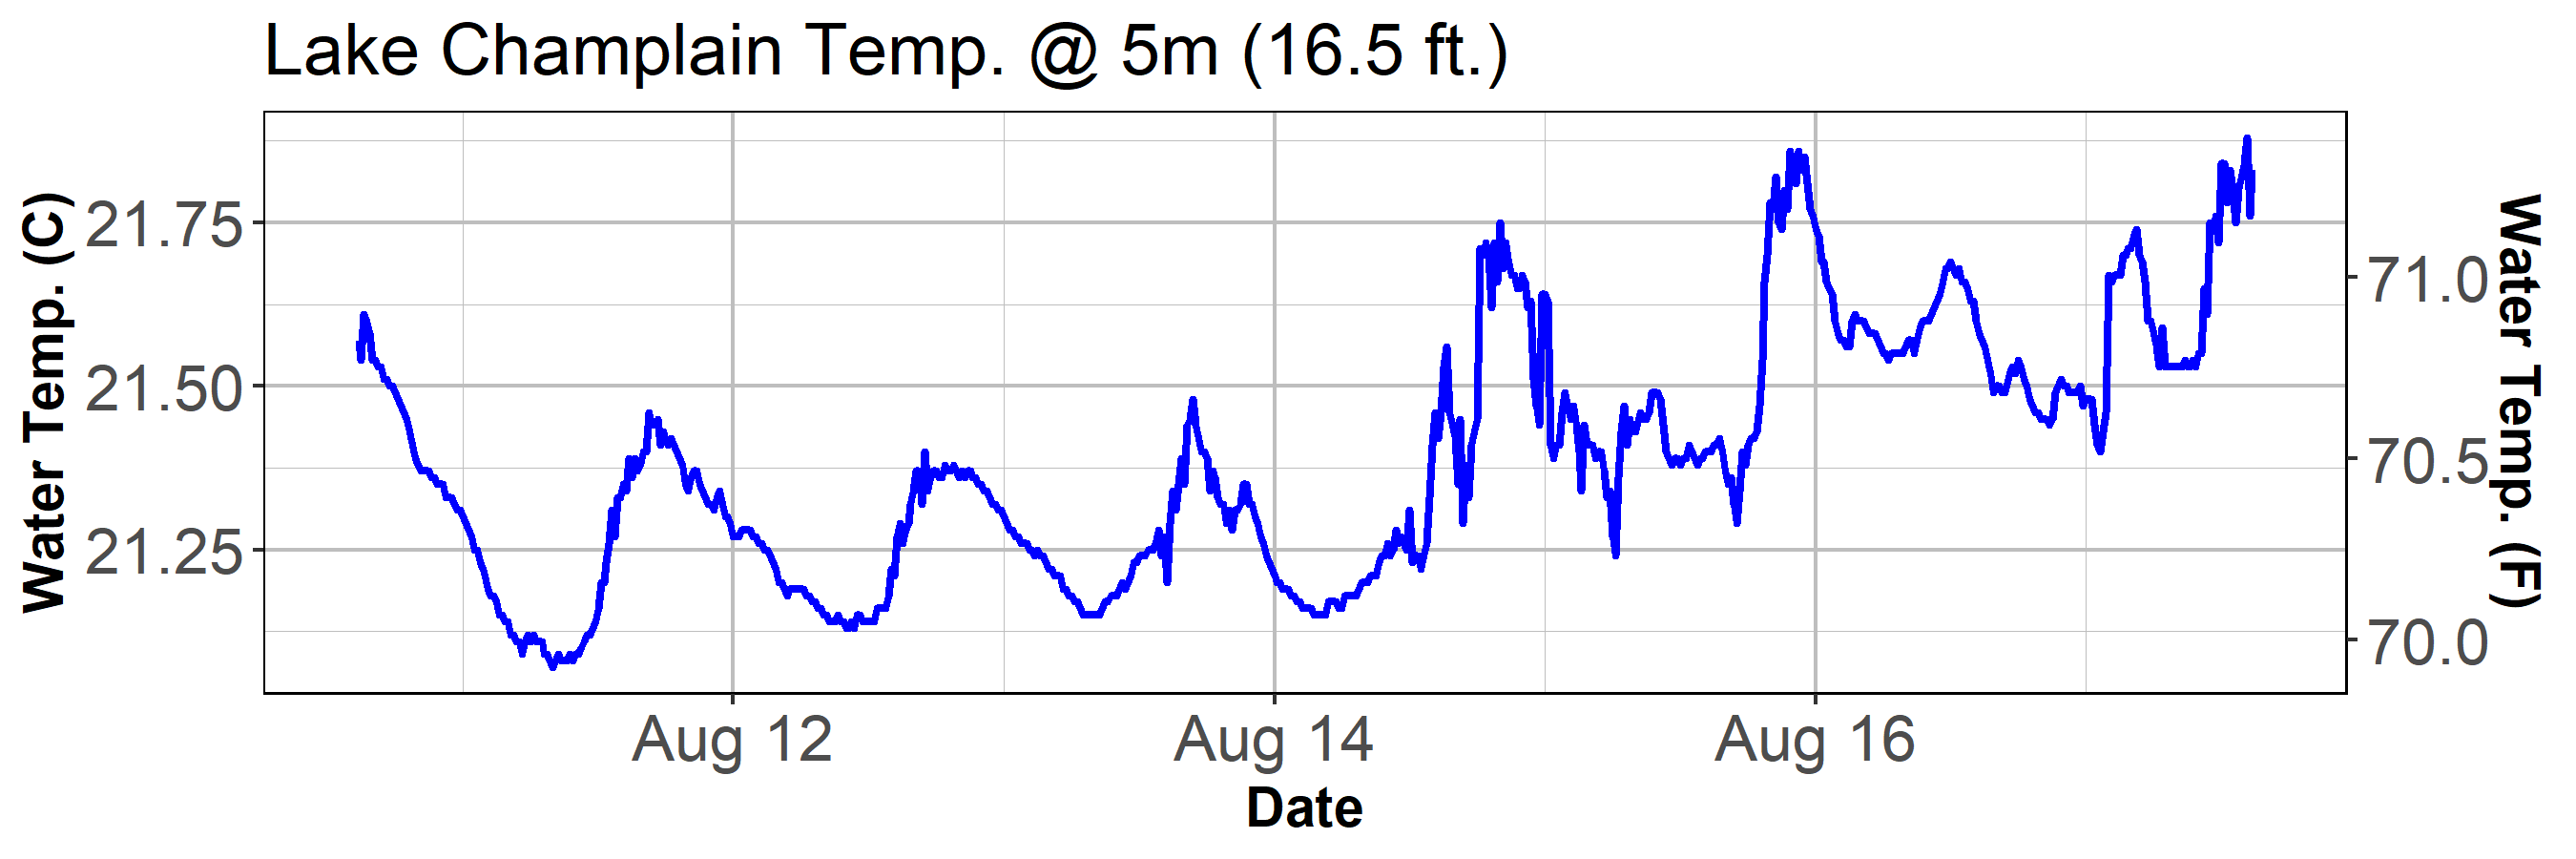 Lake Champlain Temp. @ 5m (16.5 ft.)
Water Temp. (C)
21.75
21.50
21.25
71.0
70.5
70.0
Water Temp. (F)
Aug 12 Aug 14 Aug 16
Date